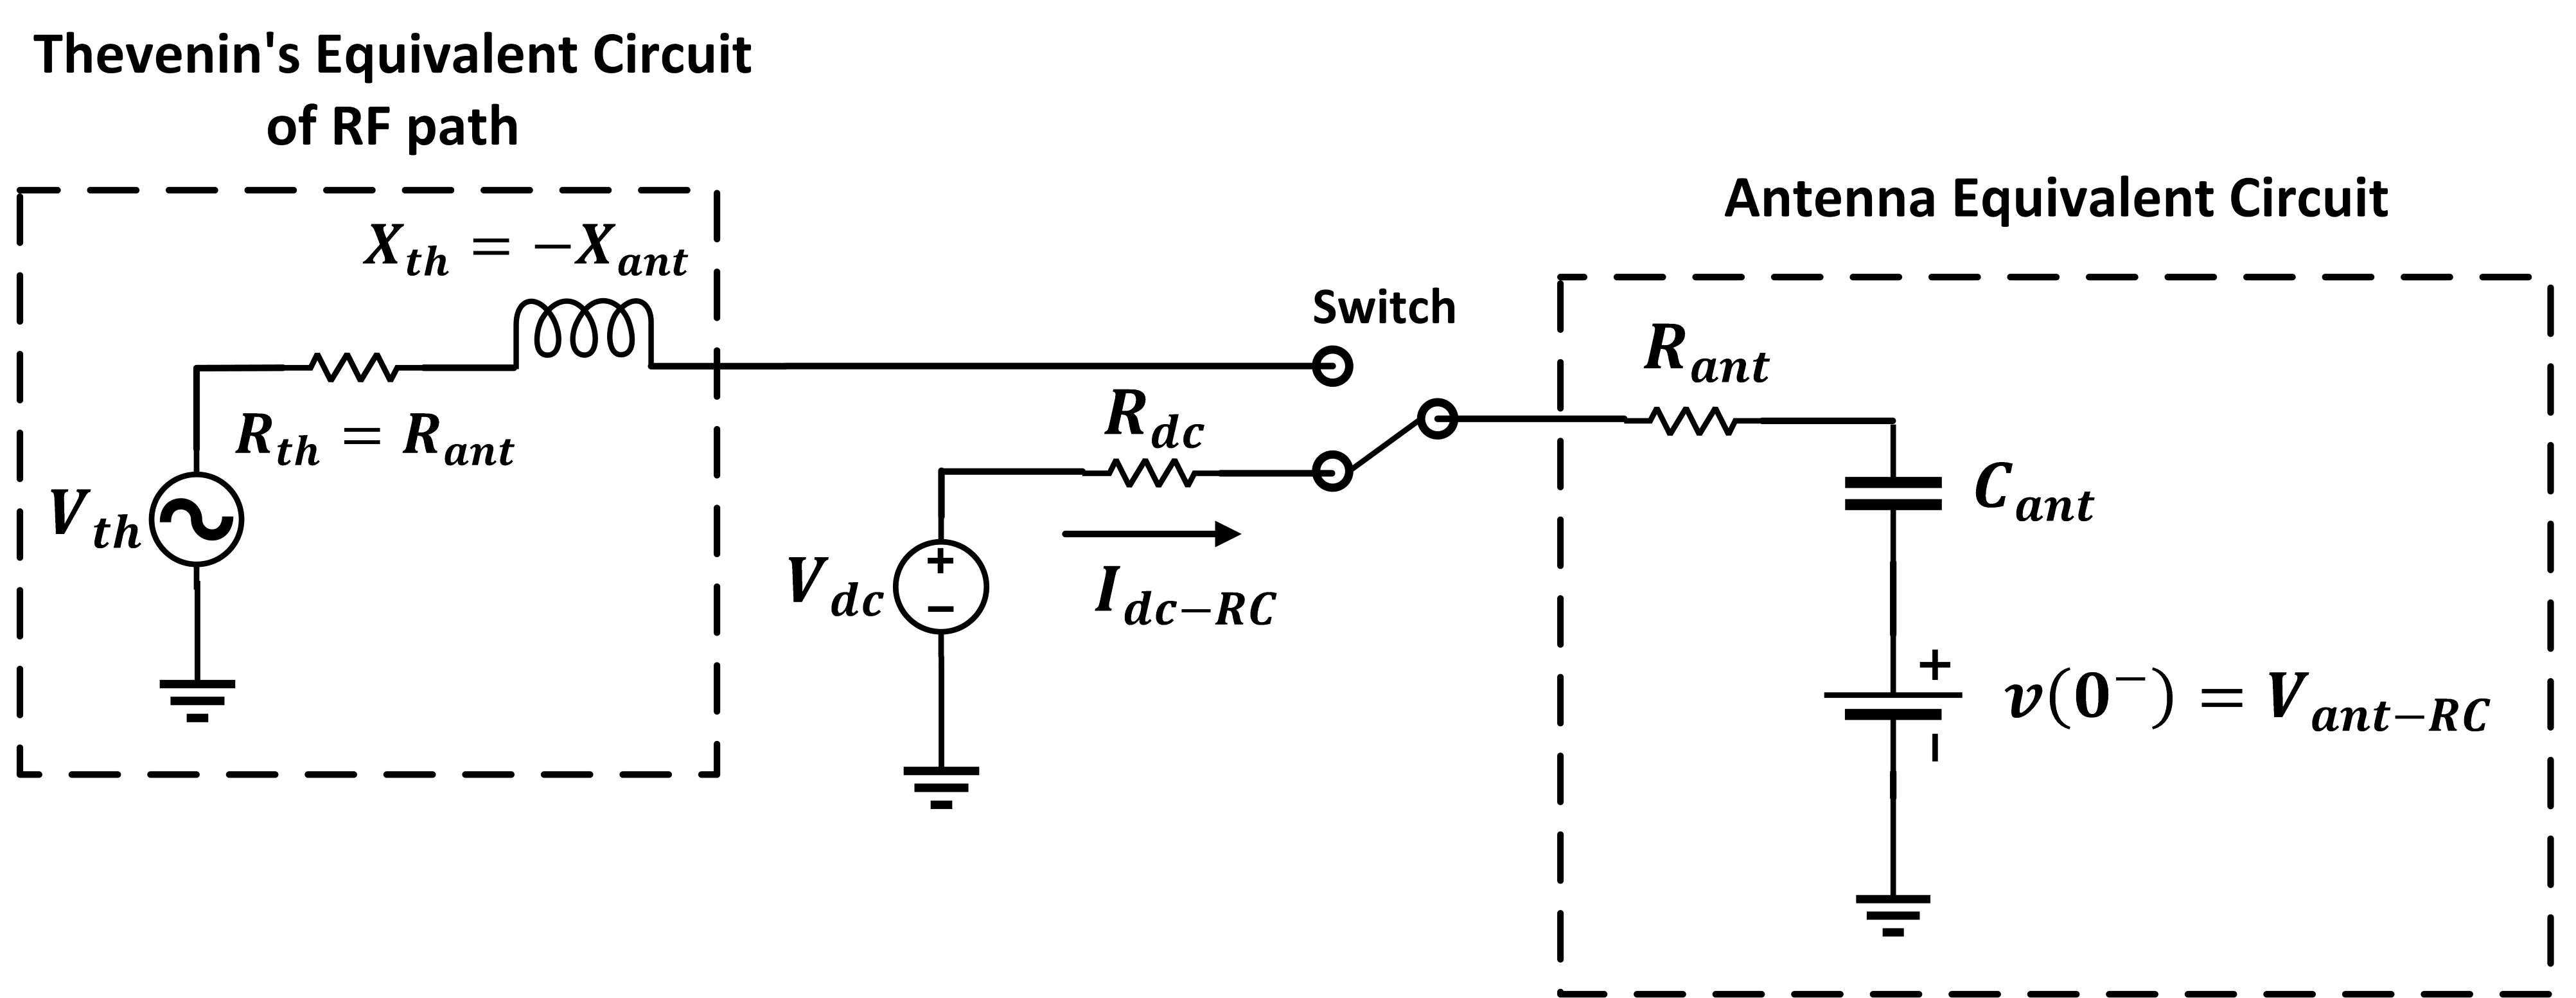 Thevenin's Equivalent Circuit
of RF path
X_th = −X_ant
R_th = R_ant
V_th
Switch
R_dc
V_dc
+
−
I_dc−RC
Antenna Equivalent Circuit
R_ant
C_ant
+
v(0⁻) = V_ant−RC
−